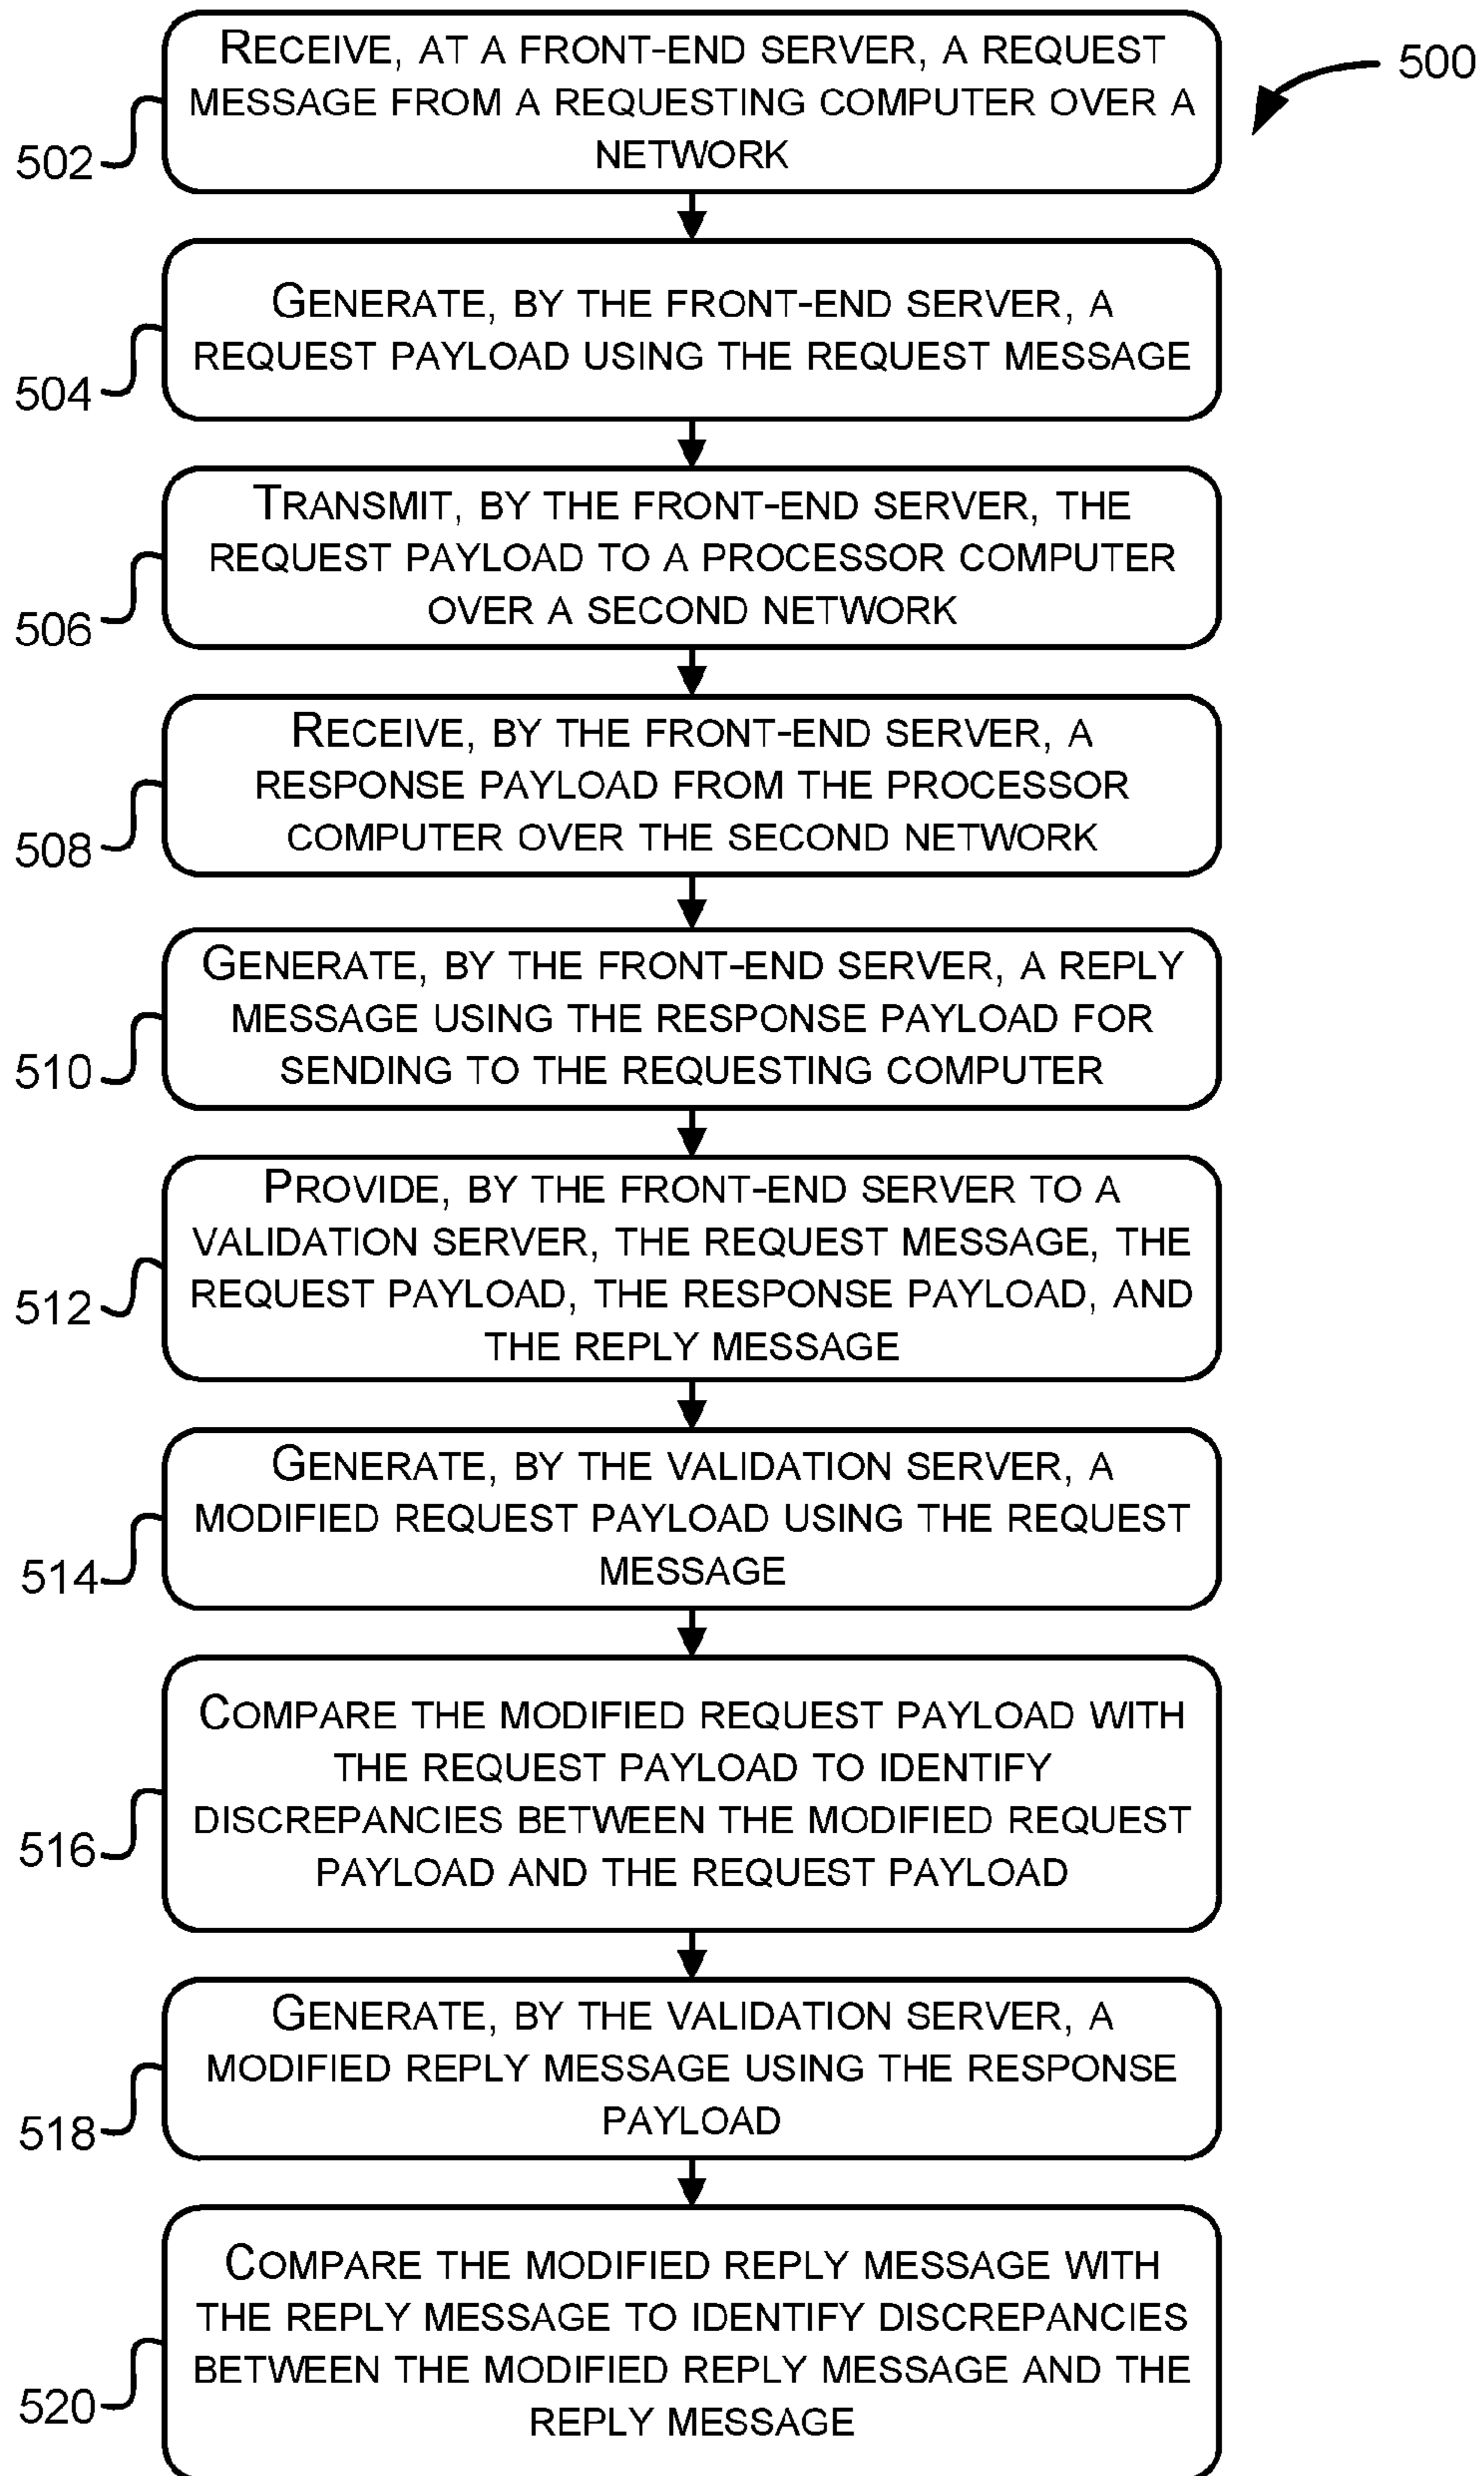 RECEIVE, AT A FRONT-END SERVER, A REQUEST
MESSAGE FROM A REQUESTING COMPUTER OVER A
NETWORK
500
502
GENERATE, BY THE FRONT-END SERVER, A
REQUEST PAYLOAD USING THE REQUEST MESSAGE
504
TRANSMIT, BY THE FRONT-END SERVER, THE
REQUEST PAYLOAD TO A PROCESSOR COMPUTER
OVER A SECOND NETWORK
506
RECEIVE, BY THE FRONT-END SERVER, A
RESPONSE PAYLOAD FROM THE PROCESSOR
COMPUTER OVER THE SECOND NETWORK
508
GENERATE, BY THE FRONT-END SERVER, A REPLY
MESSAGE USING THE RESPONSE PAYLOAD FOR
SENDING TO THE REQUESTING COMPUTER
510
PROVIDE, BY THE FRONT-END SERVER TO A
VALIDATION SERVER, THE REQUEST MESSAGE, THE
REQUEST PAYLOAD, THE RESPONSE PAYLOAD, AND
THE REPLY MESSAGE
512
GENERATE, BY THE VALIDATION SERVER, A
MODIFIED REQUEST PAYLOAD USING THE REQUEST
MESSAGE
514
COMPARE THE MODIFIED REQUEST PAYLOAD WITH
THE REQUEST PAYLOAD TO IDENTIFY
DISCREPANCIES BETWEEN THE MODIFIED REQUEST
PAYLOAD AND THE REQUEST PAYLOAD
516
GENERATE, BY THE VALIDATION SERVER, A
MODIFIED REPLY MESSAGE USING THE RESPONSE
PAYLOAD
518
COMPARE THE MODIFIED REPLY MESSAGE WITH
THE REPLY MESSAGE TO IDENTIFY DISCREPANCIES
BETWEEN THE MODIFIED REPLY MESSAGE AND THE
REPLY MESSAGE
520